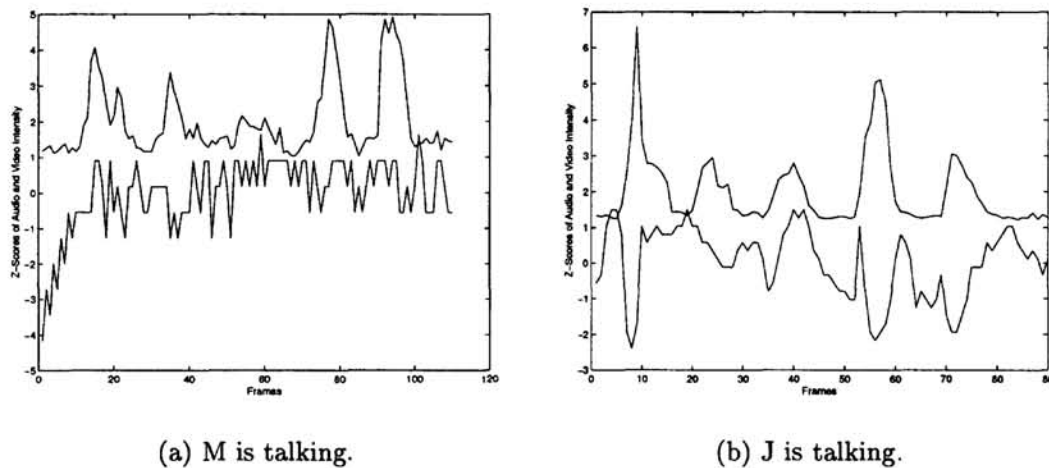 5
4
3
2
1
0
-1
-2
-3
-4
-5
Z-Scores of Audio and Video Intensity
0 20 40 60 80 100 120
Frames
(a) M is talking.
7
6
5
4
3
2
1
0
-1
-2
-3
Z-Scores of Audio and Video Intensity
0 10 20 30 40 50 60 70 80 90
Frames
(b) J is talking.